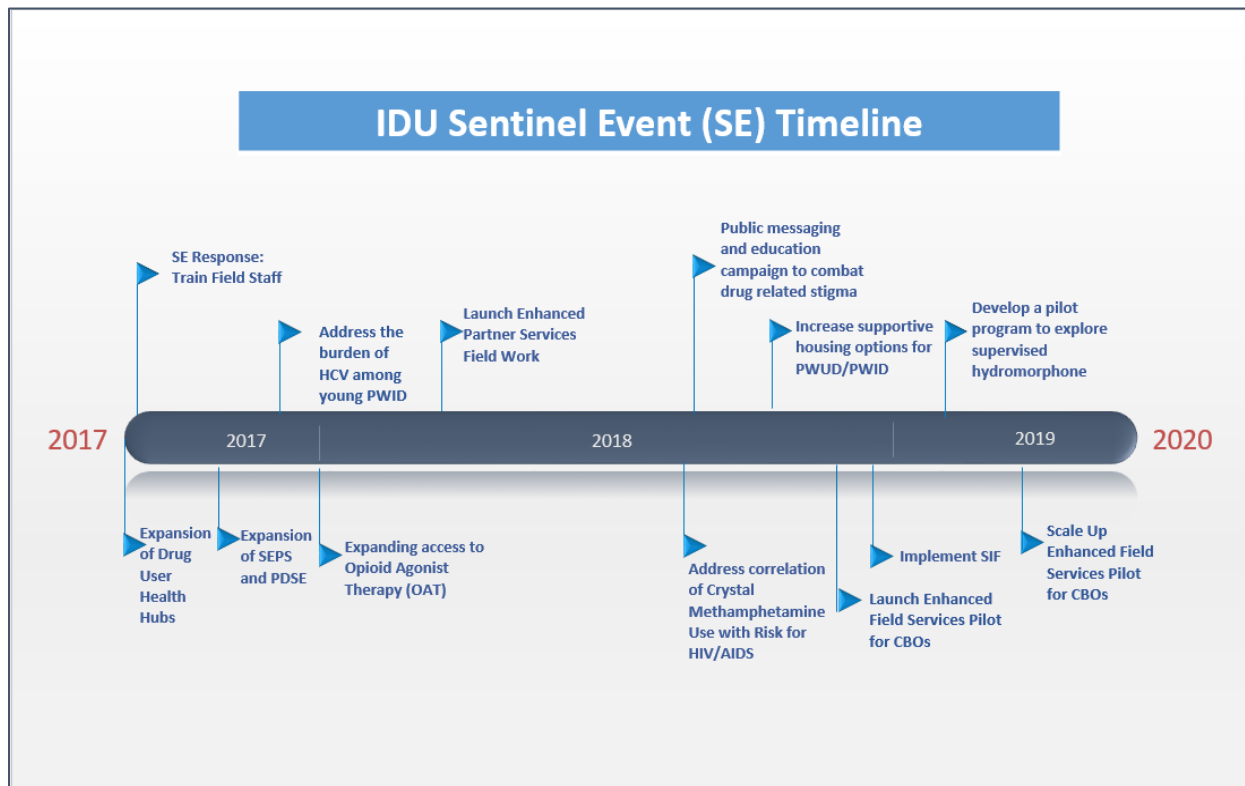 IDU Sentinel Event (SE) Timeline
SE Response:
Train Field Staff
Address the
burden of
HCV among
young PWID
Launch Enhanced
Partner Services
Field Work
Public messaging
and education
campaign to combat
drug related stigma
Increase supportive
housing options for
PWUD/PWID
Develop a pilot
program to explore
supervised
hydromorphone
2017
2017
2018
2019
2020
Expansion
of Drug
User
Health
Hubs
Expansion
of SEPS
and PDSE
Expanding access to
Opioid Agonist
Therapy (OAT)
Address correlation
of Crystal
Methamphetamine
Use with Risk for
HIV/AIDS
Launch Enhanced
Field Services Pilot
for CBOs
Implement SIF
Scale Up
Enhanced Field
Services Pilot
for CBOs